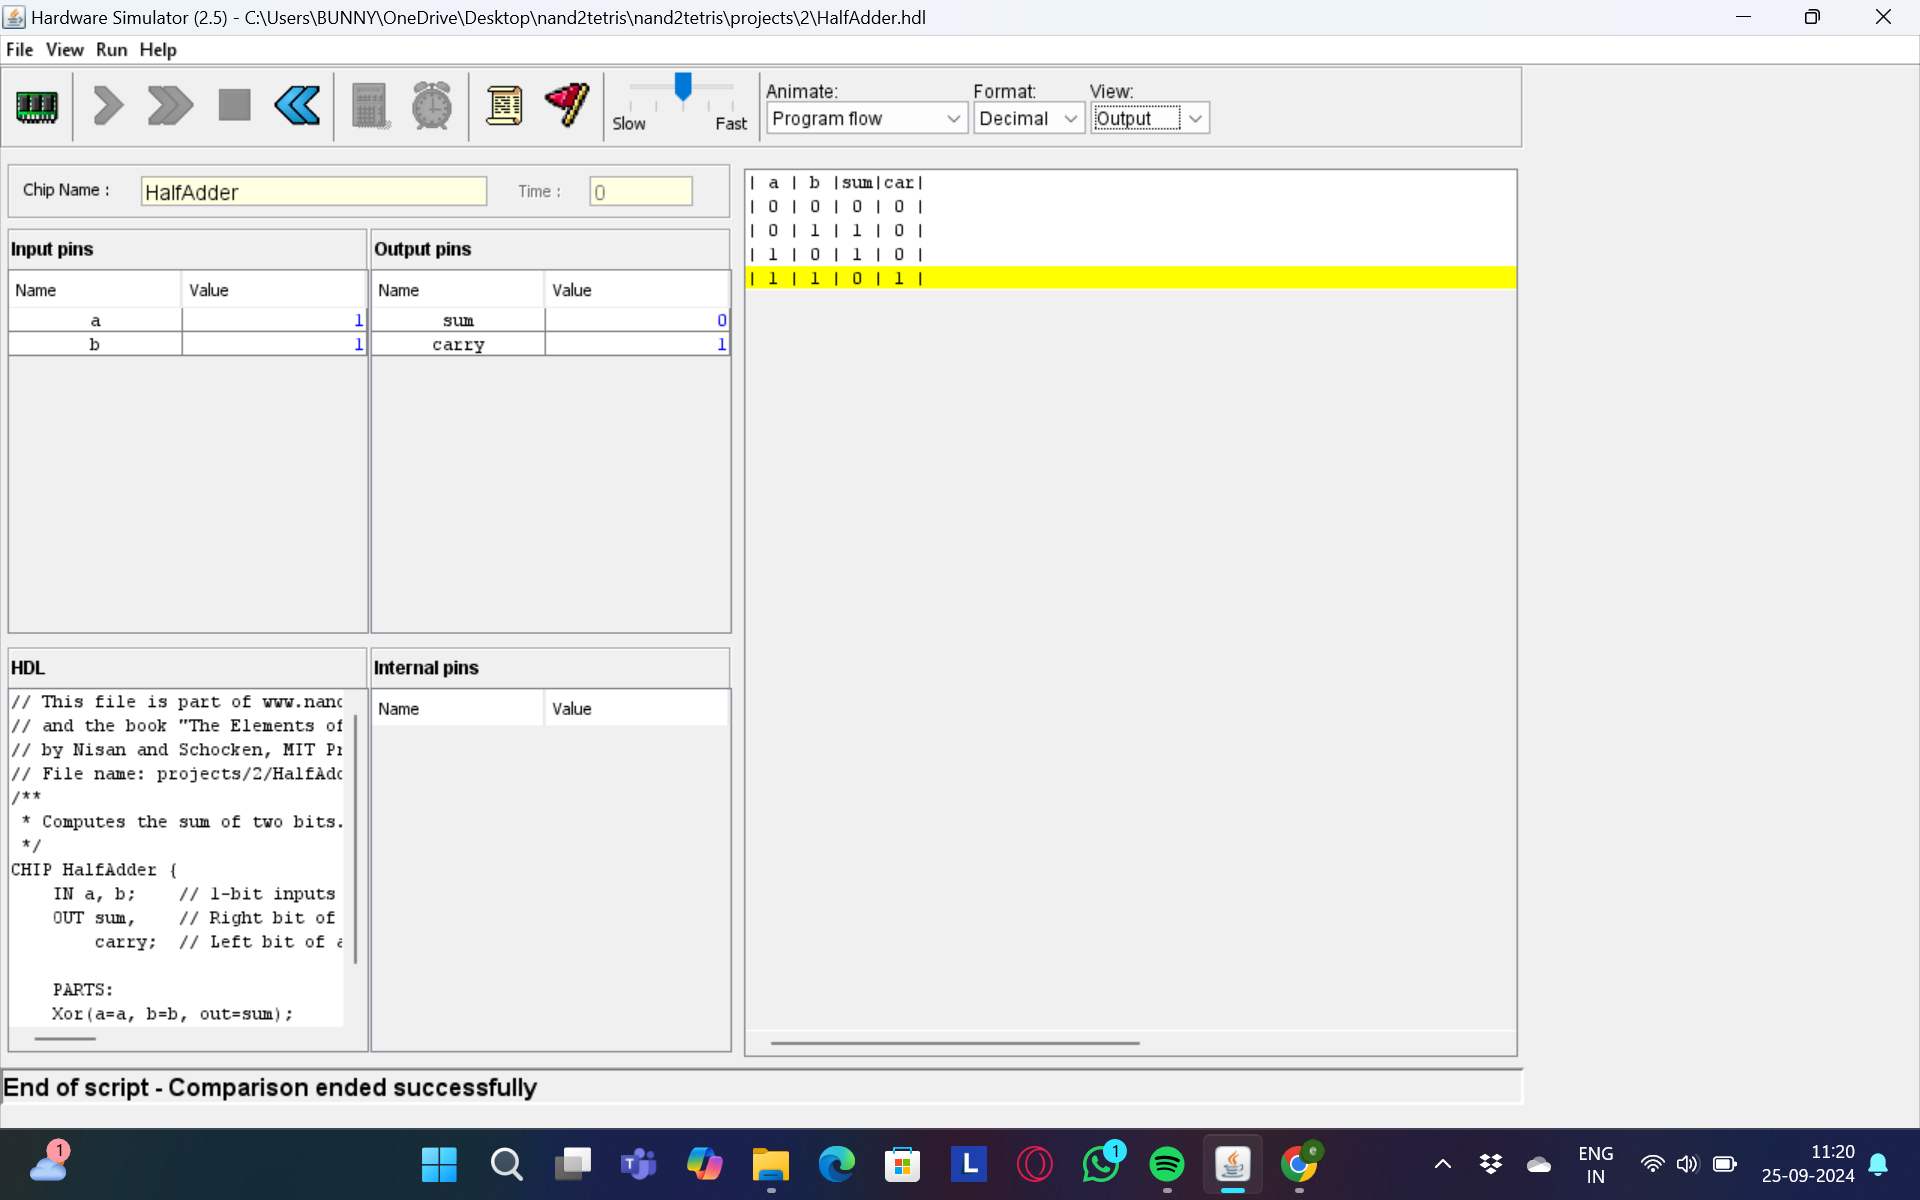 Hardware Simulator (2.5) - C:\Users\BUNNY\OneDrive\Desktop\nand2tetris\nand2tetris\projects\2\HalfAdder.hdl
File View Run Help
Slow Fast
Animate: Format: View:
Program flow Decimal Output
Chip Name : HalfAdder Time : 0
Input pins
Name Value
a 1
b 1
Output pins
Name Value
sum 0
carry 1
| a | b |sum|car|
| 0 | 0 | 0 | 0 |
| 0 | 1 | 1 | 0 |
| 1 | 0 | 1 | 0 |
| 1 | 1 | 0 | 1 |
HDL
// This file is part of
// and the book "The Elements of
// by Nisan and Schocken, MIT
// File name:
/**
* Computes the sum of two bits.
*/
CHIP HalfAdder {
IN a, b; // 1-bit inputs
OUT sum, // Right bit of
carry; // Left bit of
PARTS:
Xor(a=a, b=b, out=sum);
Internal pins
Name Value
End of script - Comparison ended successfully
1
L
1
e
ENG
IN
11:20
25-09-2024